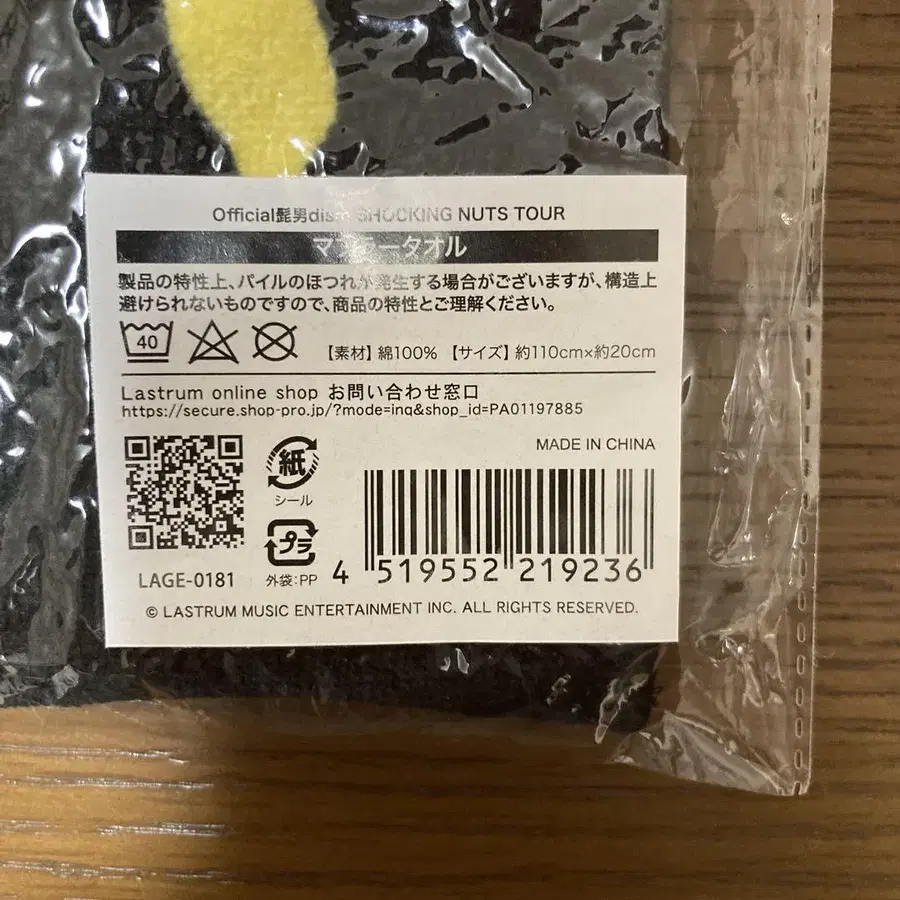 Official髭男dism SHOCKING NUTS TOUR
マフラータオル
製品の特性上、パイルのほつれが発生する場合がございますが、構造上
避けられないものですので、商品の特性とご理解ください。
40
【素材】綿100% 【サイズ】約110cm×約20cm
Lastrum online shop お問い合わせ窓口
https://secure.shop-pro.jp/?mode=inq&shop_id=PA01197885
MADE IN CHINA
紙
シール
プラ
外袋:PP
LAGE-0181
4 519552 219236
© LASTRUM MUSIC ENTERTAINMENT INC. ALL RIGHTS RESERVED.